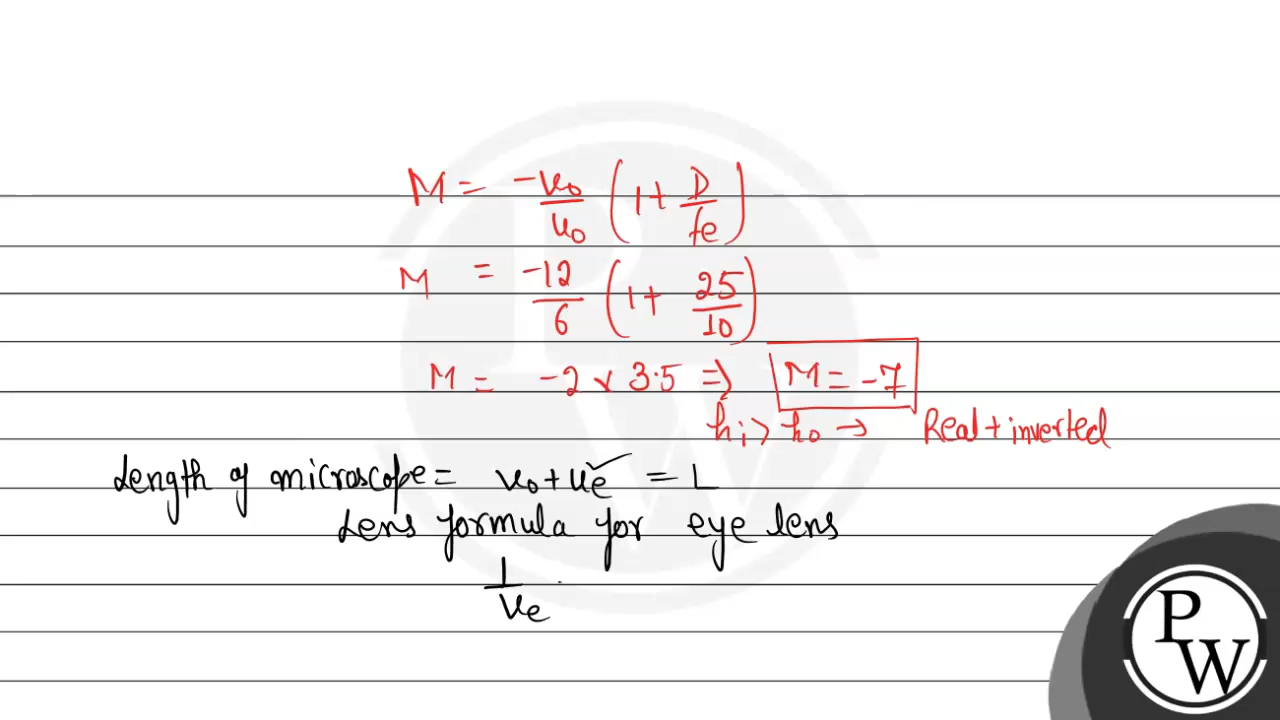 M = -v₀/u₀ (1 + D/fe)
M = -12/6 (1 + 25/10)
M = -2 × 3.5 ⇒ M = -7
hi > h₀ → Real + inverted
Length of microscope = v₀ + ue = L
Lens formula for eye lens
1/ve
PW